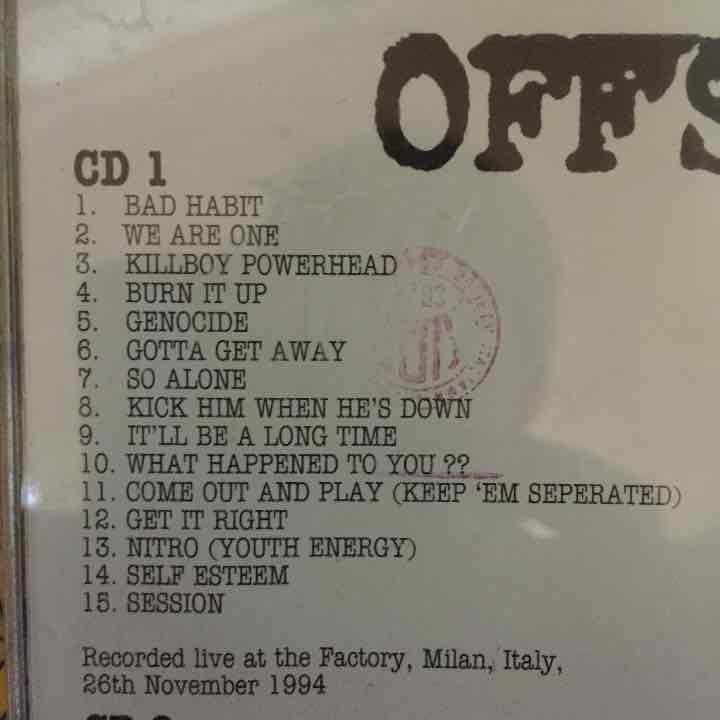 OFFS
CD 1
1. BAD HABIT
2. WE ARE ONE
3. KILLBOY POWERHEAD
4. BURN IT UP
5. GENOCIDE
6. GOTTA GET AWAY
7. SO ALONE
8. KICK HIM WHEN HE'S DOWN
9. IT'LL BE A LONG TIME
10. WHAT HAPPENED TO YOU ??
11. COME OUT AND PLAY (KEEP 'EM SEPERATED)
12. GET IT RIGHT
13. NITRO (YOUTH ENERGY)
14. SELF ESTEEM
15. SESSION
Recorded live at the Factory, Milan, Italy,
26th November 1994